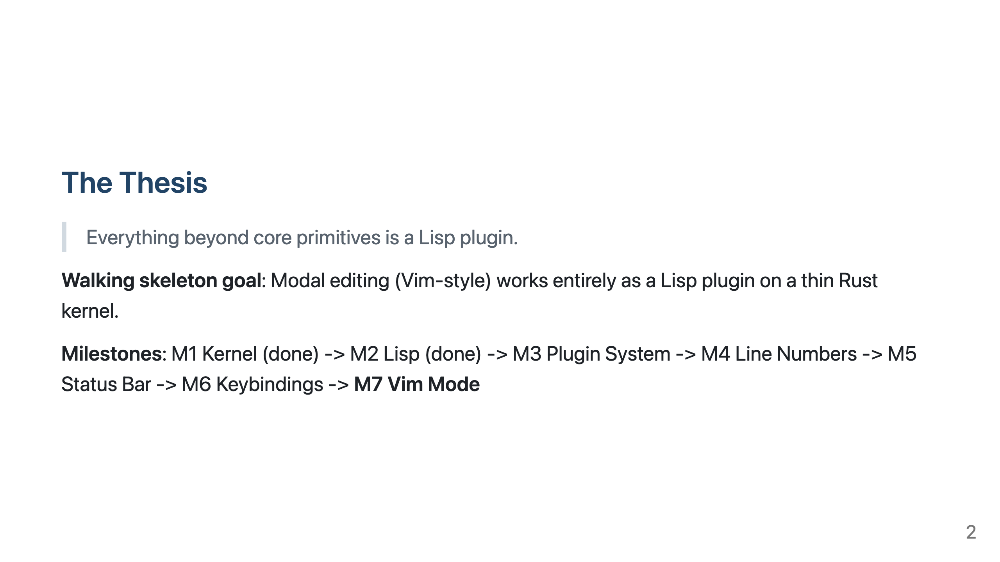 The Thesis
Everything beyond core primitives is a Lisp plugin.
Walking skeleton goal: Modal editing (Vim-style) works entirely as a Lisp plugin on a thin Rust
kernel.
Milestones: M1 Kernel (done) -> M2 Lisp (done) -> M3 Plugin System -> M4 Line Numbers -> M5
Status Bar -> M6 Keybindings -> M7 Vim Mode
2